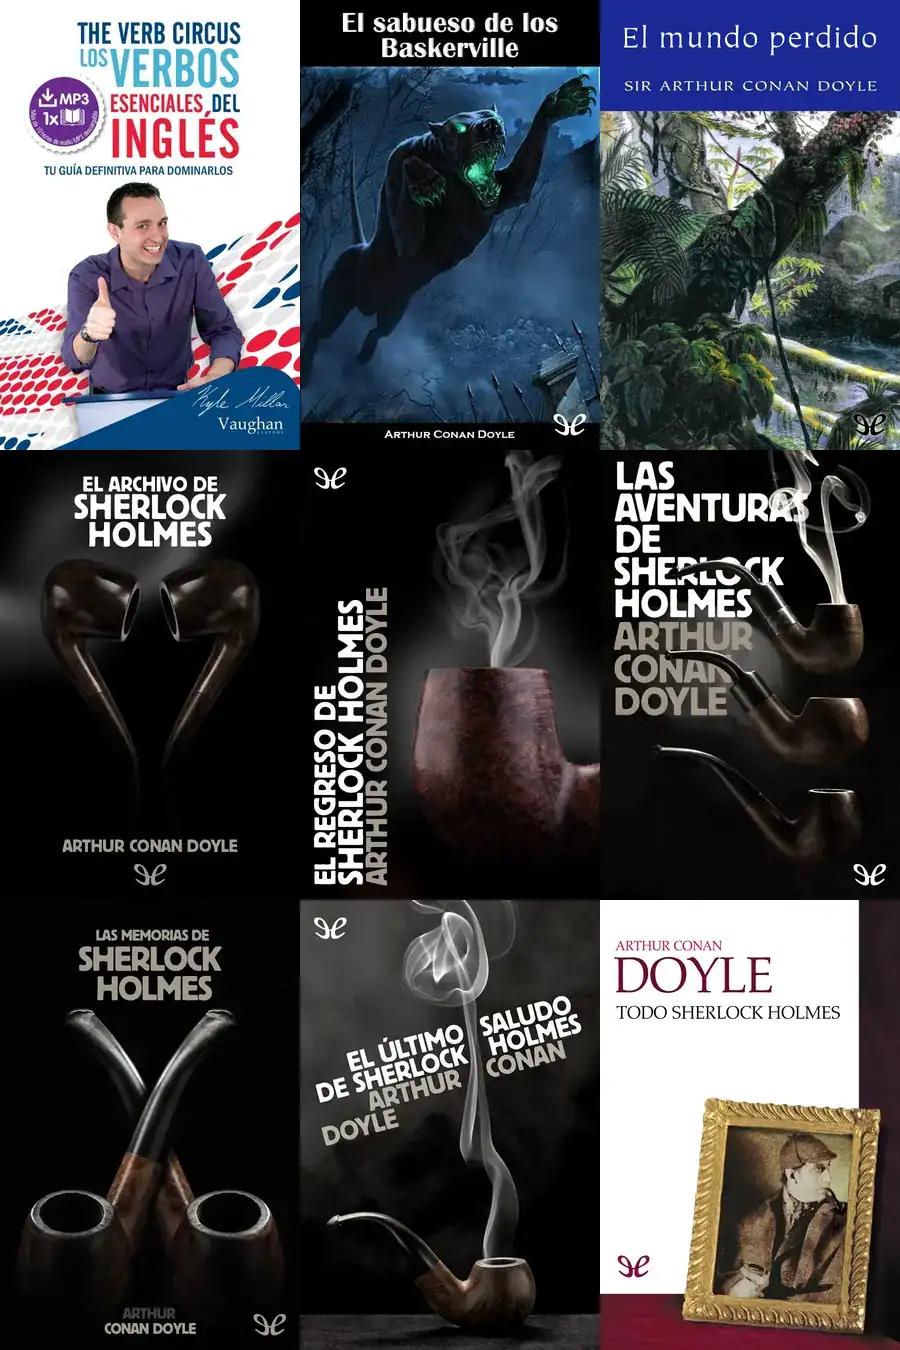 THE VERB CIRCUS
LOS VERBOS
ESENCIALES DEL
INGLÉS
TU GUÍA DEFINITIVA PARA DOMINARLOS
MP3
1x
Kyle Millar
Vaughan
El sabueso de los
Baskerville
ARTHUR CONAN DOYLE
El mundo perdido
SIR ARTHUR CONAN DOYLE
EL ARCHIVO DE
SHERLOCK
HOLMES
ARTHUR CONAN DOYLE
EL REGRESO DE
SHERLOCK HOLMES
ARTHUR CONAN DOYLE
LAS
AVENTURAS
DE
SHERLOCK
HOLMES
ARTHUR
CONAN
DOYLE
LAS MEMORIAS DE
SHERLOCK
HOLMES
ARTHUR
CONAN DOYLE
EL ÚLTIMO SALUDO
DE SHERLOCK HOLMES
ARTHUR CONAN
DOYLE
ARTHUR CONAN
DOYLE
TODO SHERLOCK HOLMES